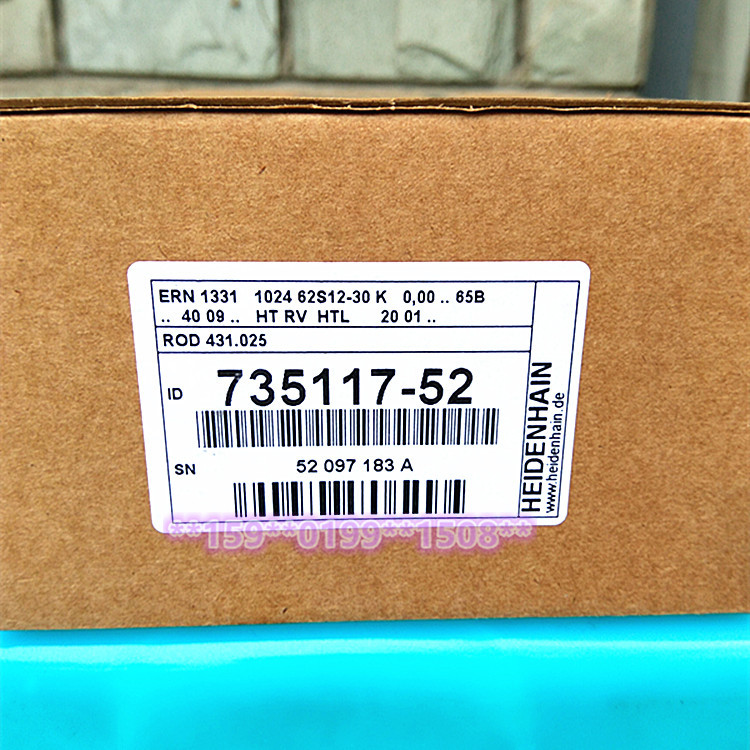 ERN 1331 1024 62S12-30 K 0,00 .. 65B
.. 40 09 .. HT RV HTL 20 01 ..
ROD 431.025
ID 735117-52
SN 52 097 183 A
HEIDENHAIN
www.heidenhain.de
**159**0199**1508**